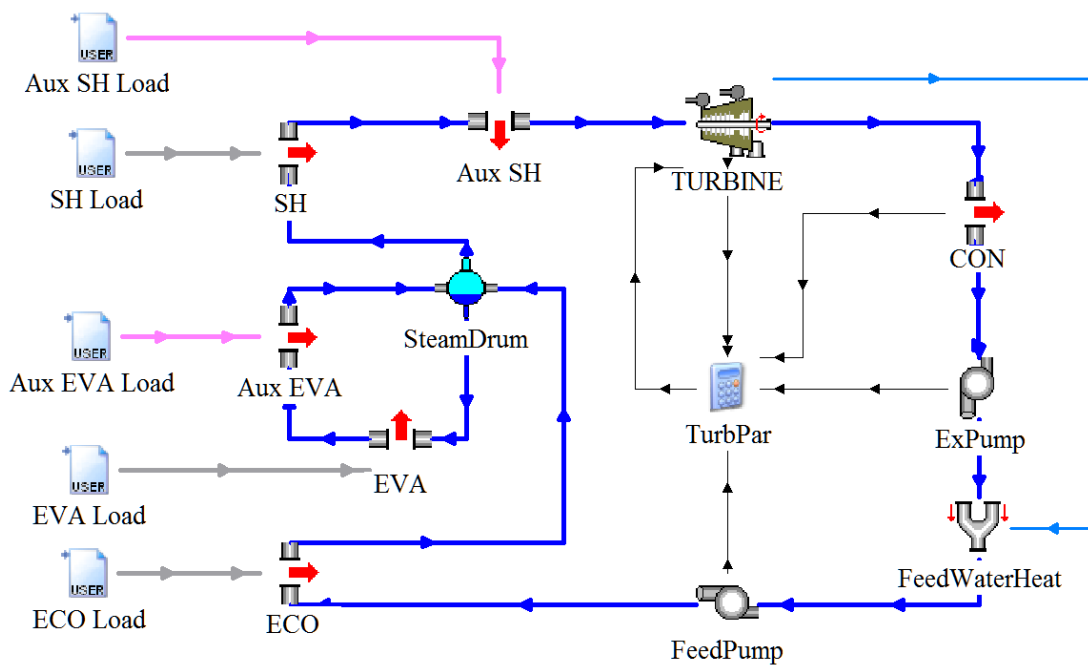 USER
Aux SH Load
USER
SH Load
SH
Aux SH
TURBINE
CON
SteamDrum
USER
Aux EVA Load
Aux EVA
TurbPar
ExPump
USER
EVA Load
EVA
USER
ECO Load
ECO
FeedPump
FeedWaterHeat